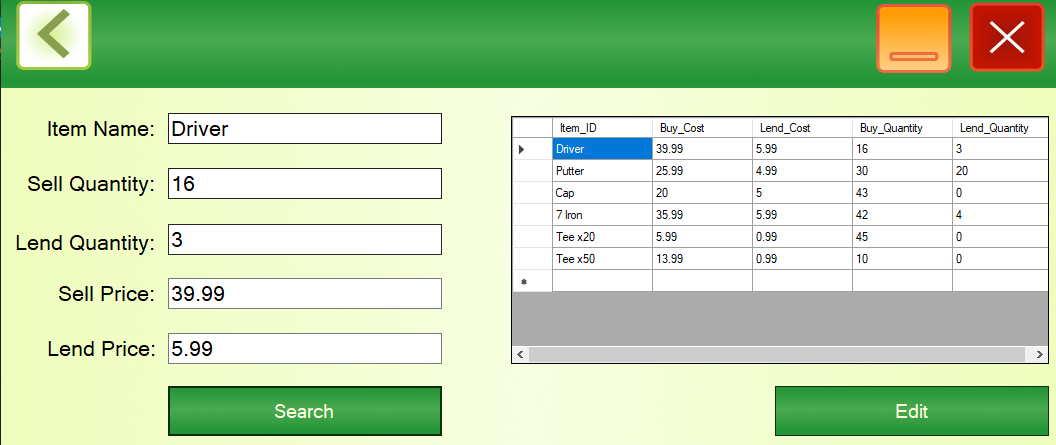 Item Name: Driver
Sell Quantity: 16
Lend Quantity: 3
Sell Price: 39.99
Lend Price: 5.99
Search
Item_ID Buy_Cost Lend_Cost Buy_Quantity Lend_Quantity
Driver 39.99 5.99 16 3
Putter 25.99 4.99 30 20
Cap 20 5 43 0
7 Iron 35.99 5.99 42 4
Tee x20 5.99 0.99 45 0
Tee x50 13.99 0.99 10 0
Edit